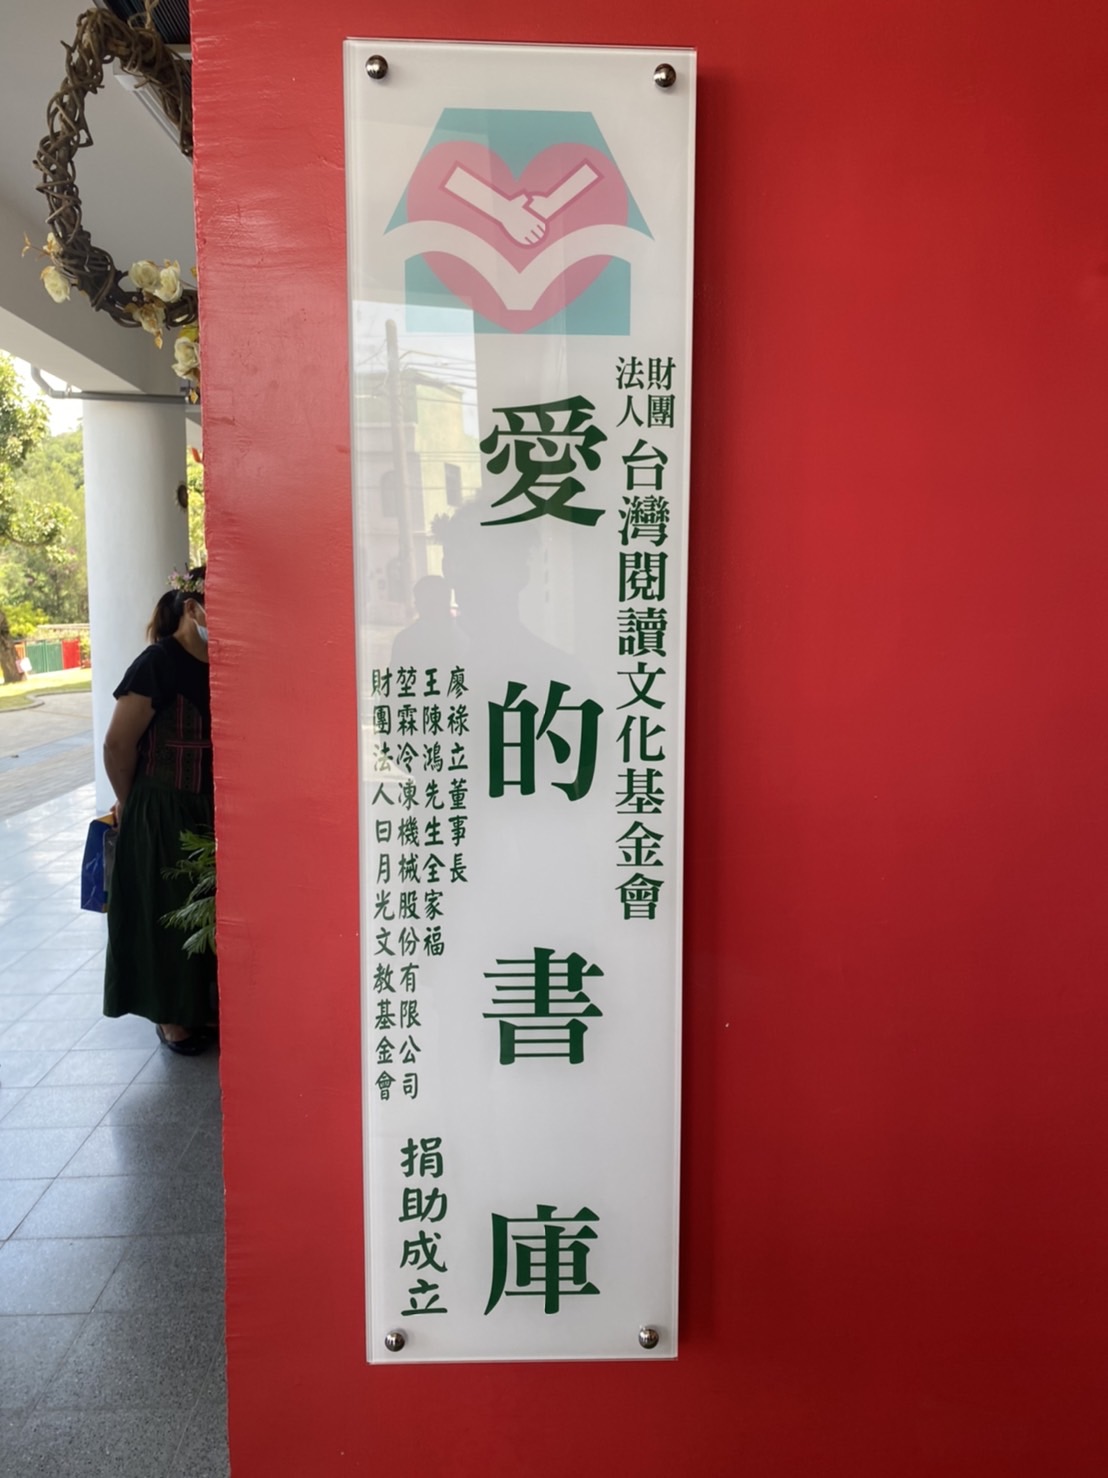 財團法人台灣閱讀文化基金會
愛的書庫
廖祿立董事長
王陳鴻先生全家福
堃霖冷凍機械股份有限公司
財團法人日月光文教基金會
捐助成立